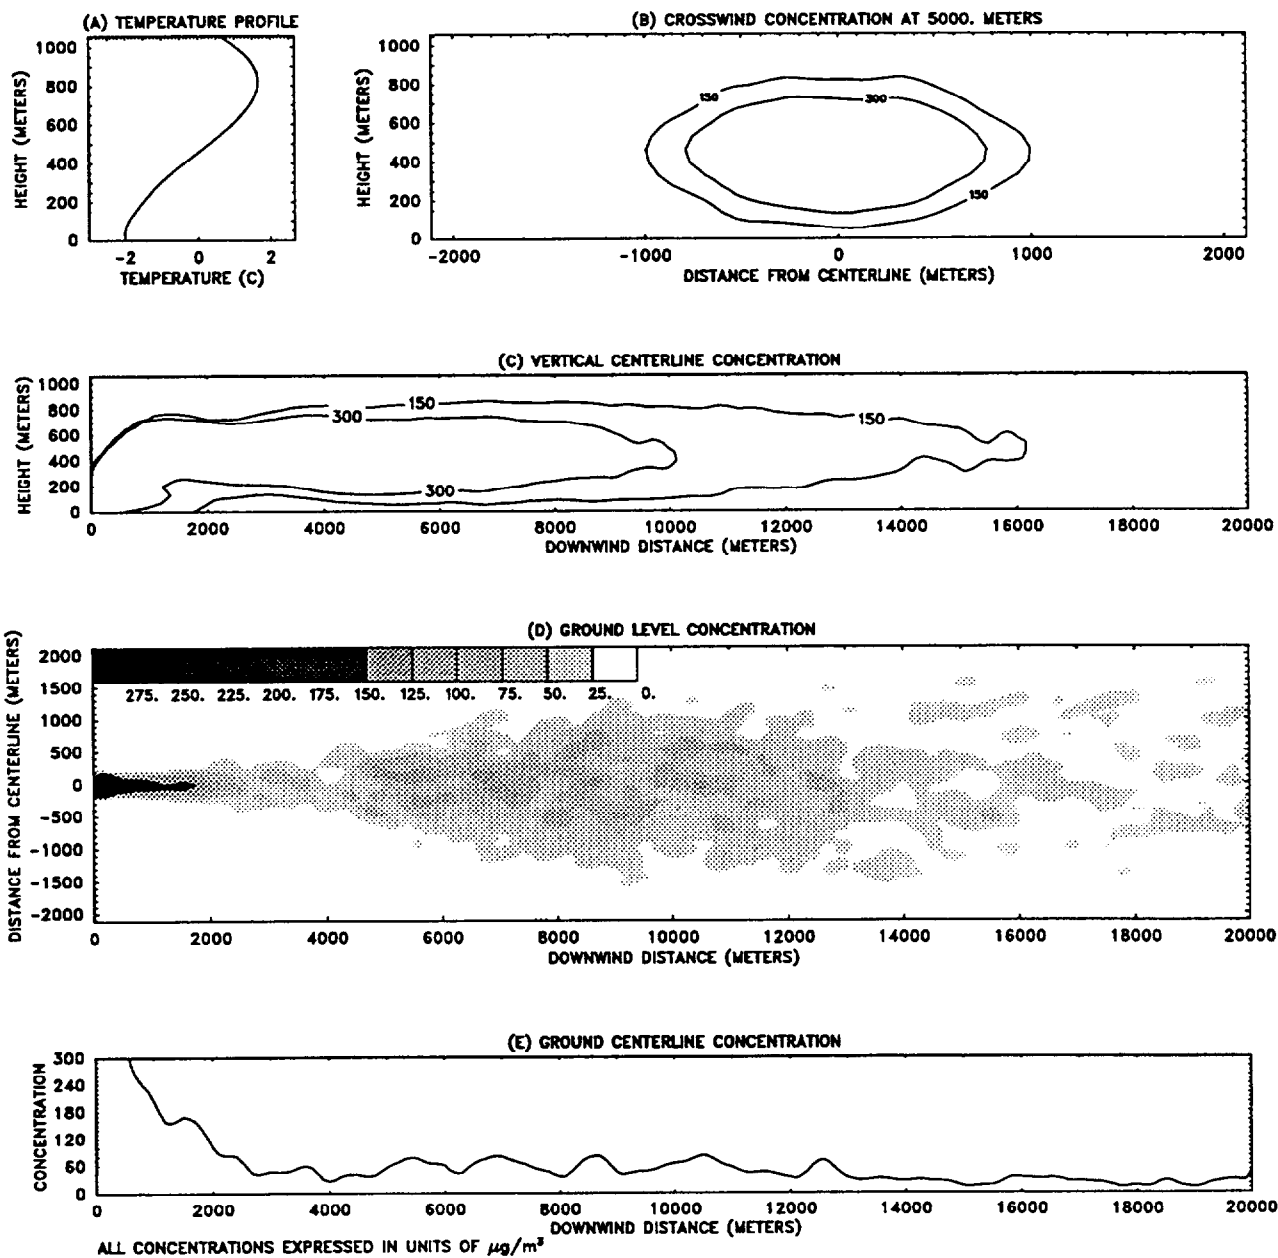 (A) TEMPERATURE PROFILE
HEIGHT (METERS)
1000
800
600
400
200
0
-2 0 2
TEMPERATURE (C)
(B) CROSSWIND CONCENTRATION AT 5000. METERS
HEIGHT (METERS)
1000
800
600
400
200
0
150
300
150
-2000 -1000 0 1000 2000
DISTANCE FROM CENTERLINE (METERS)
(C) VERTICAL CENTERLINE CONCENTRATION
HEIGHT (METERS)
1000
800
600
400
200
0
150
300
150
300
0 2000 4000 6000 8000 10000 12000 14000 16000 18000 20000
DOWNWIND DISTANCE (METERS)
(D) GROUND LEVEL CONCENTRATION
DISTANCE FROM CENTERLINE (METERS)
2000
1500
1000
500
0
-500
-1000
-1500
-2000
275. 250. 225. 200. 175. 150. 125. 100. 75. 50. 25. 0.
0 2000 4000 6000 8000 10000 12000 14000 16000 18000 20000
DOWNWIND DISTANCE (METERS)
(E) GROUND CENTERLINE CONCENTRATION
CONCENTRATION
300
240
180
120
60
0
0 2000 4000 6000 8000 10000 12000 14000 16000 18000 20000
DOWNWIND DISTANCE (METERS)
ALL CONCENTRATIONS EXPRESSED IN UNITS OF μg/m³